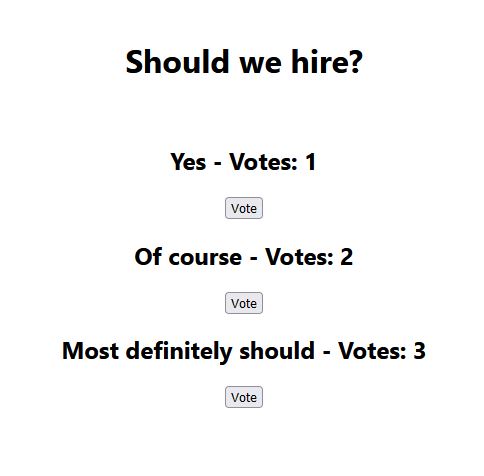 Should we hire?
Yes - Votes: 1
Vote
Of course - Votes: 2
Vote
Most definitely should - Votes: 3
Vote